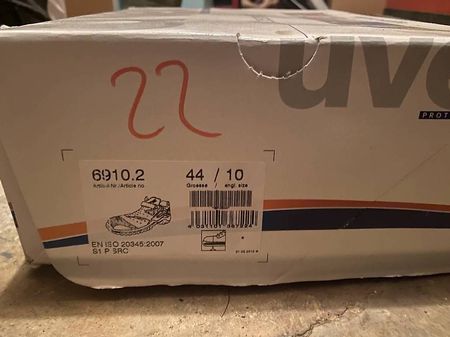 uve
PROT
22
6910.2 44 / 10
Artikel-Nr./Article no. Groesse / engl. size
EN ISO 20345:2007
S1 P SRC